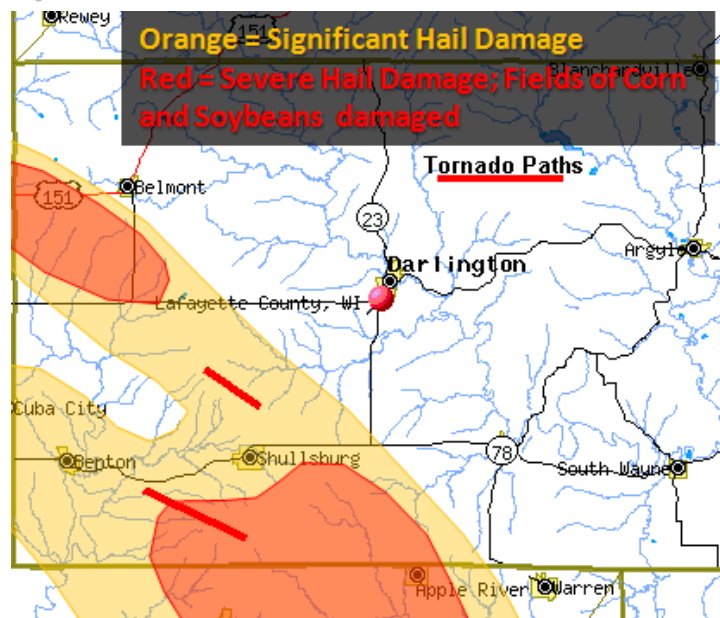 Rewey
151
Orange = Significant Hail Damage
Red = Severe Hail Damage; Fields of Corn
and Soybeans damaged
Blanchardville
Tornado Paths
Belmont
151
23
Argyle
Darlington
Lafayette County, WI
Cuba City
Benton
Shullsburg
78
South Wayne
Apple River
Warren